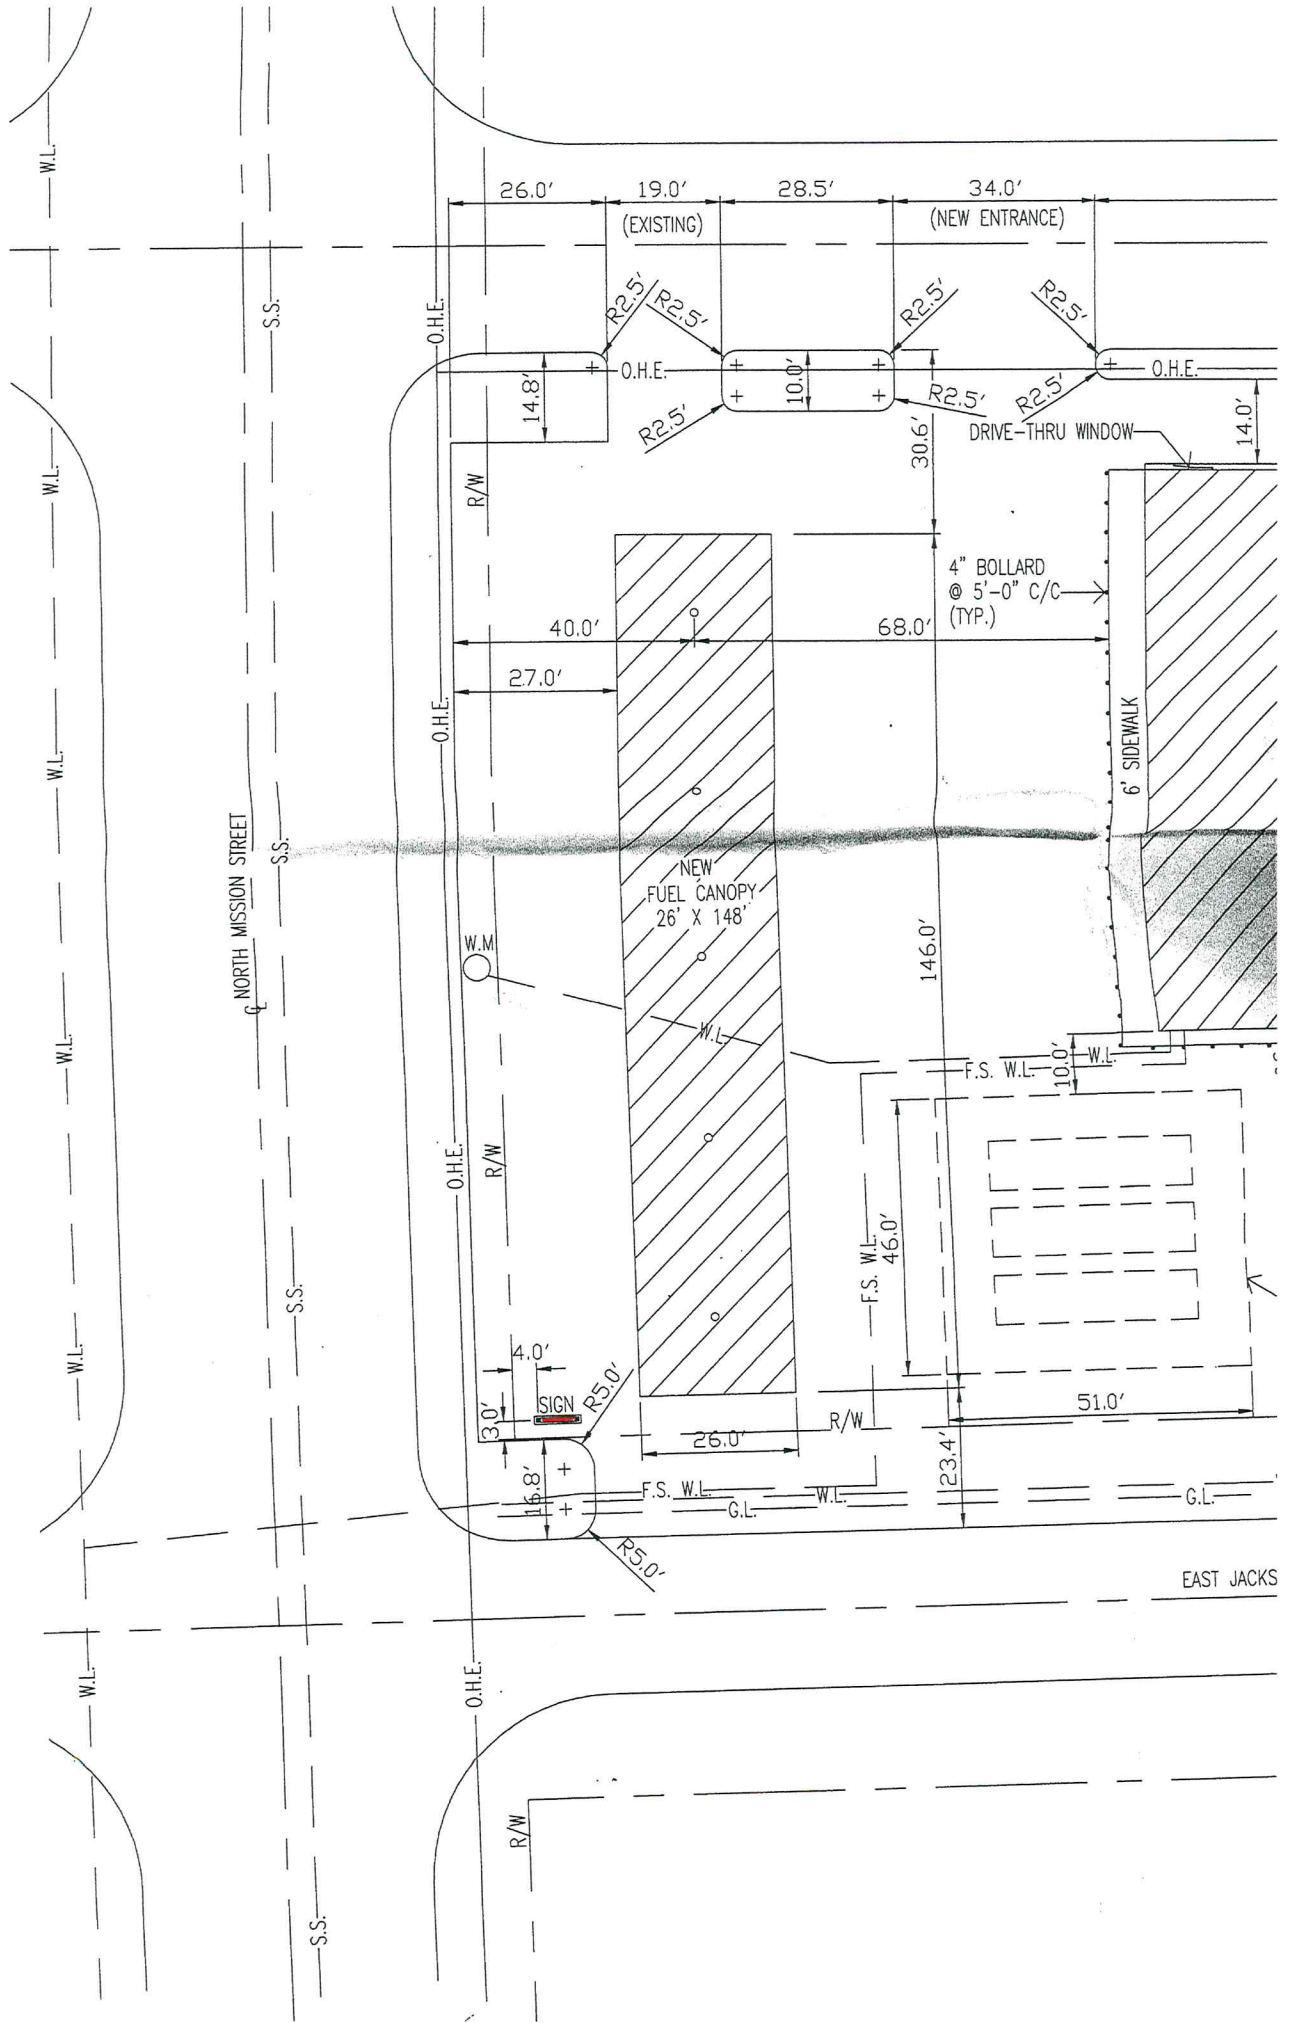 W.L.
26.0'
19.0'
28.5'
34.0'
(EXISTING)
(NEW ENTRANCE)
S.S.
O.H.E.
R2.5'
R2.5'
R2.5'
R2.5'
14.8'
O.H.E.
10.0'
O.H.E.
R2.5'
R2.5'
R2.5'
14.0'
30.6'
DRIVE-THRU WINDOW
W.L.
R/W
4" BOLLARD
@ 5'-0" C/C
(TYP.)
40.0'
68.0'
27.0'
O.H.E.
6' SIDEWALK
W.L.
NORTH MISSION STREET
S.S.
NEW
FUEL CANOPY
26' X 148'
146.0'
W.M
W.L.
W.L.
W.L.
F.S. W.L.
10.0'
O.H.E.
R/W
46.0'
F.S. W.L.
S.S.
W.L.
4.0'
SIGN
R5.0'
3.0'
51.0'
R/W
26.0'
23.4'
16.8'
F.S. W.L.
W.L.
G.L.
G.L.
R5.0'
EAST JACKS
W.L.
O.H.E.
R/W
S.S.